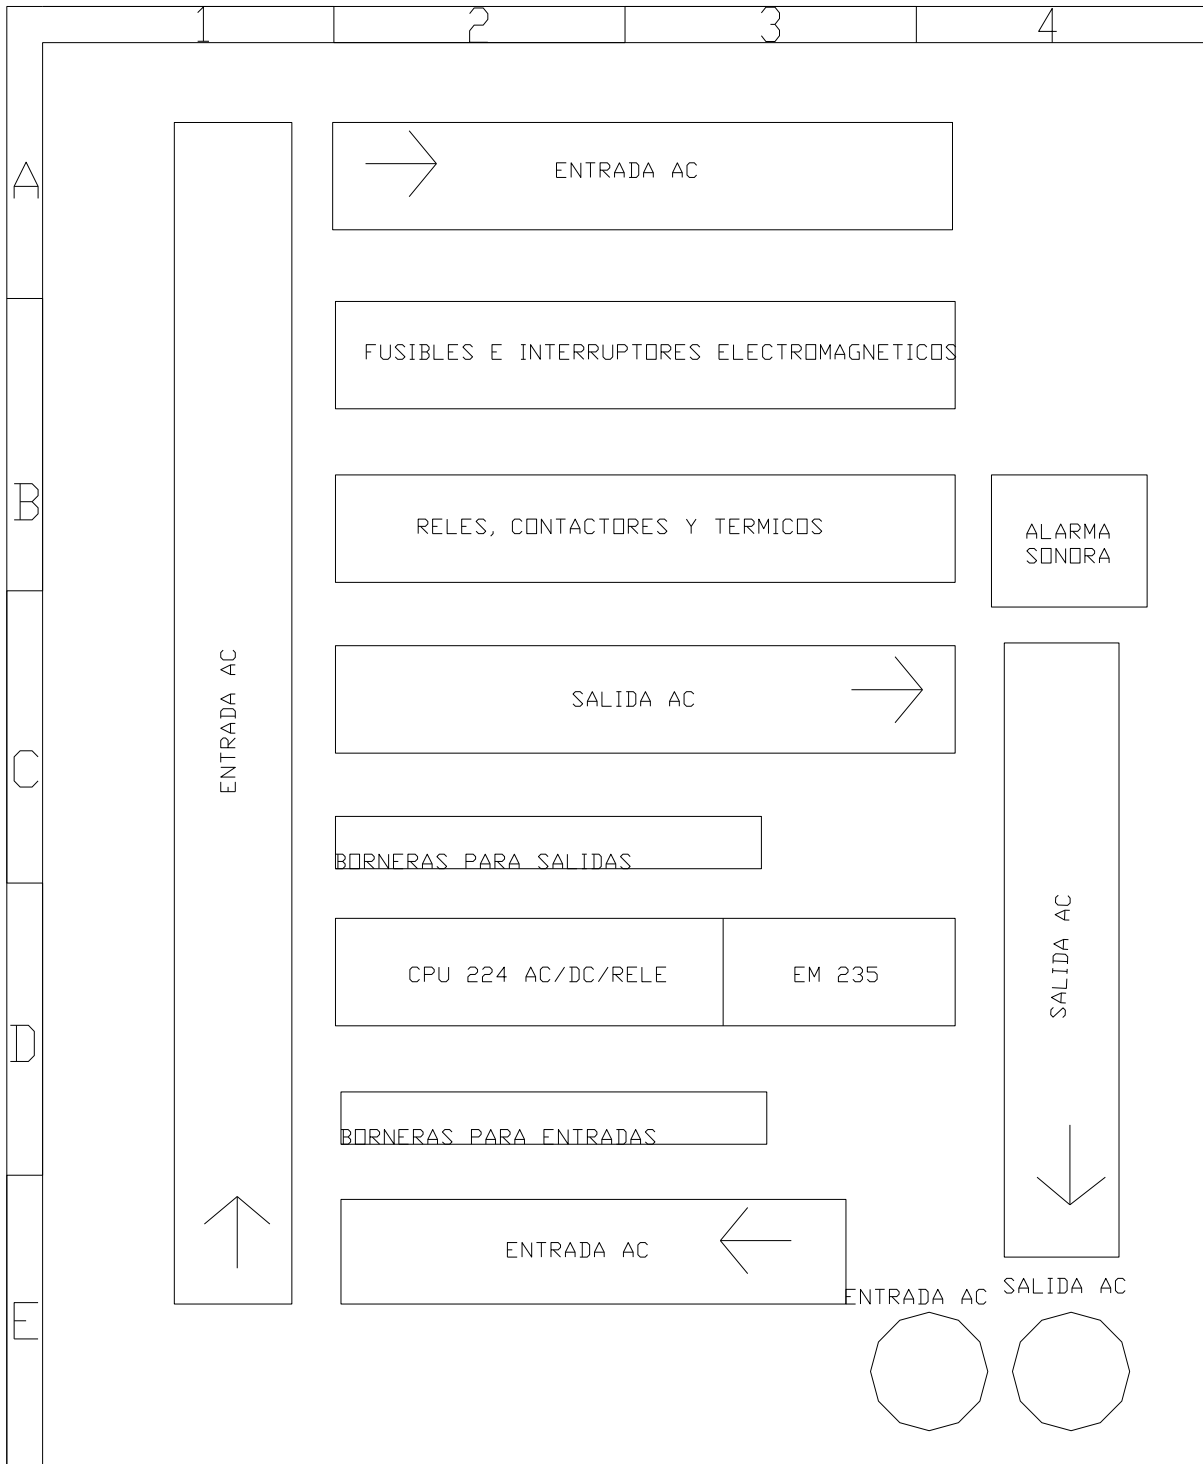 1 2 3 4
A
ENTRADA AC
FUSIBLES E INTERRUPTORES ELECTROMAGNETICOS
B
RELES, CONTACTORES Y TERMICOS
ALARMA
SONORA
ENTRADA AC
SALIDA AC
C
BORNERAS PARA SALIDAS
SALIDA AC
CPU 224 AC/DC/RELE
EM 235
D
BORNERAS PARA ENTRADAS
ENTRADA AC
ENTRADA AC
SALIDA AC
E